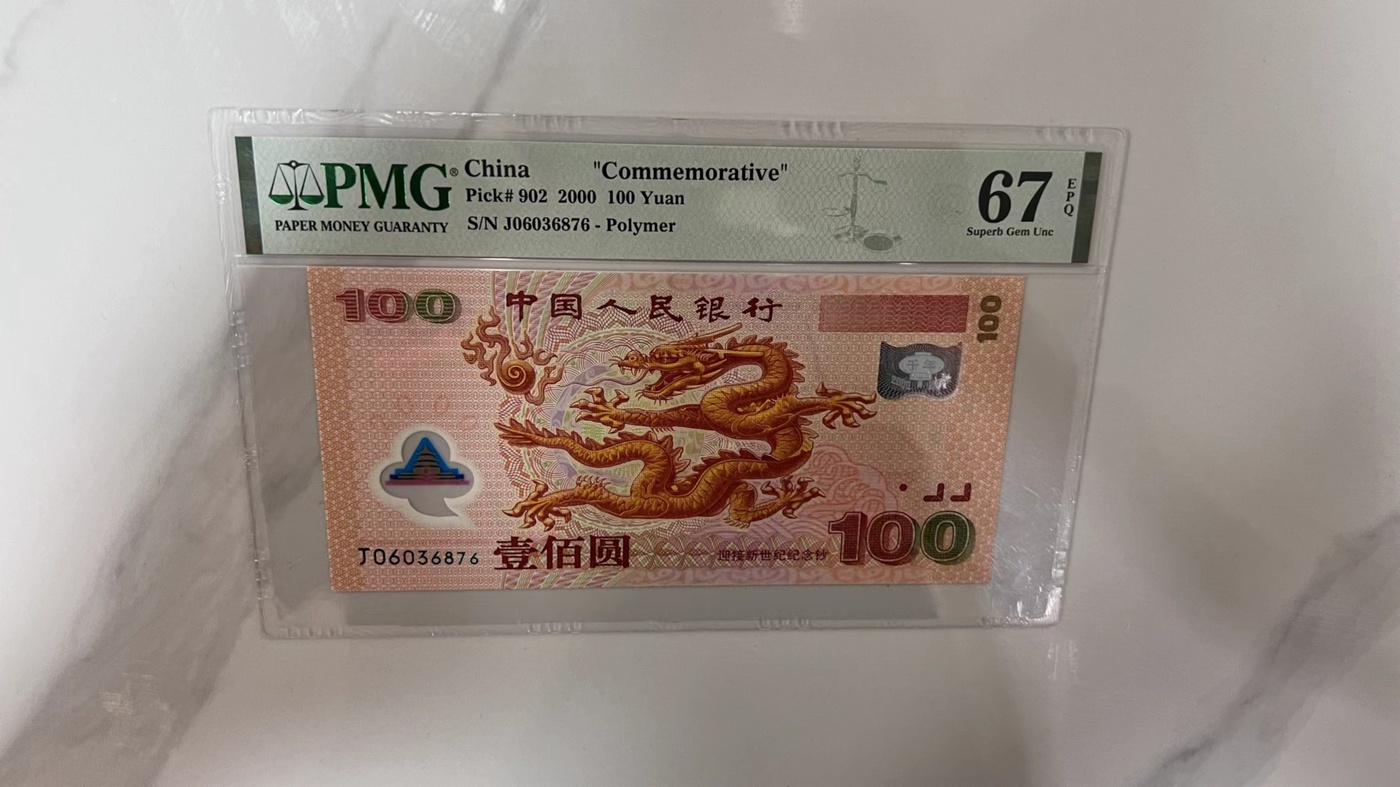 PMG® China "Commemorative"
PAPER MONEY GUARANTY
Pick# 902 2000 100 Yuan
S/N J06036876 - Polymer
67 EPQ
Superb Gem Unc
100 中国人民银行 100
千年
J06036876 壹佰圆 迎接新世纪纪念钞 100